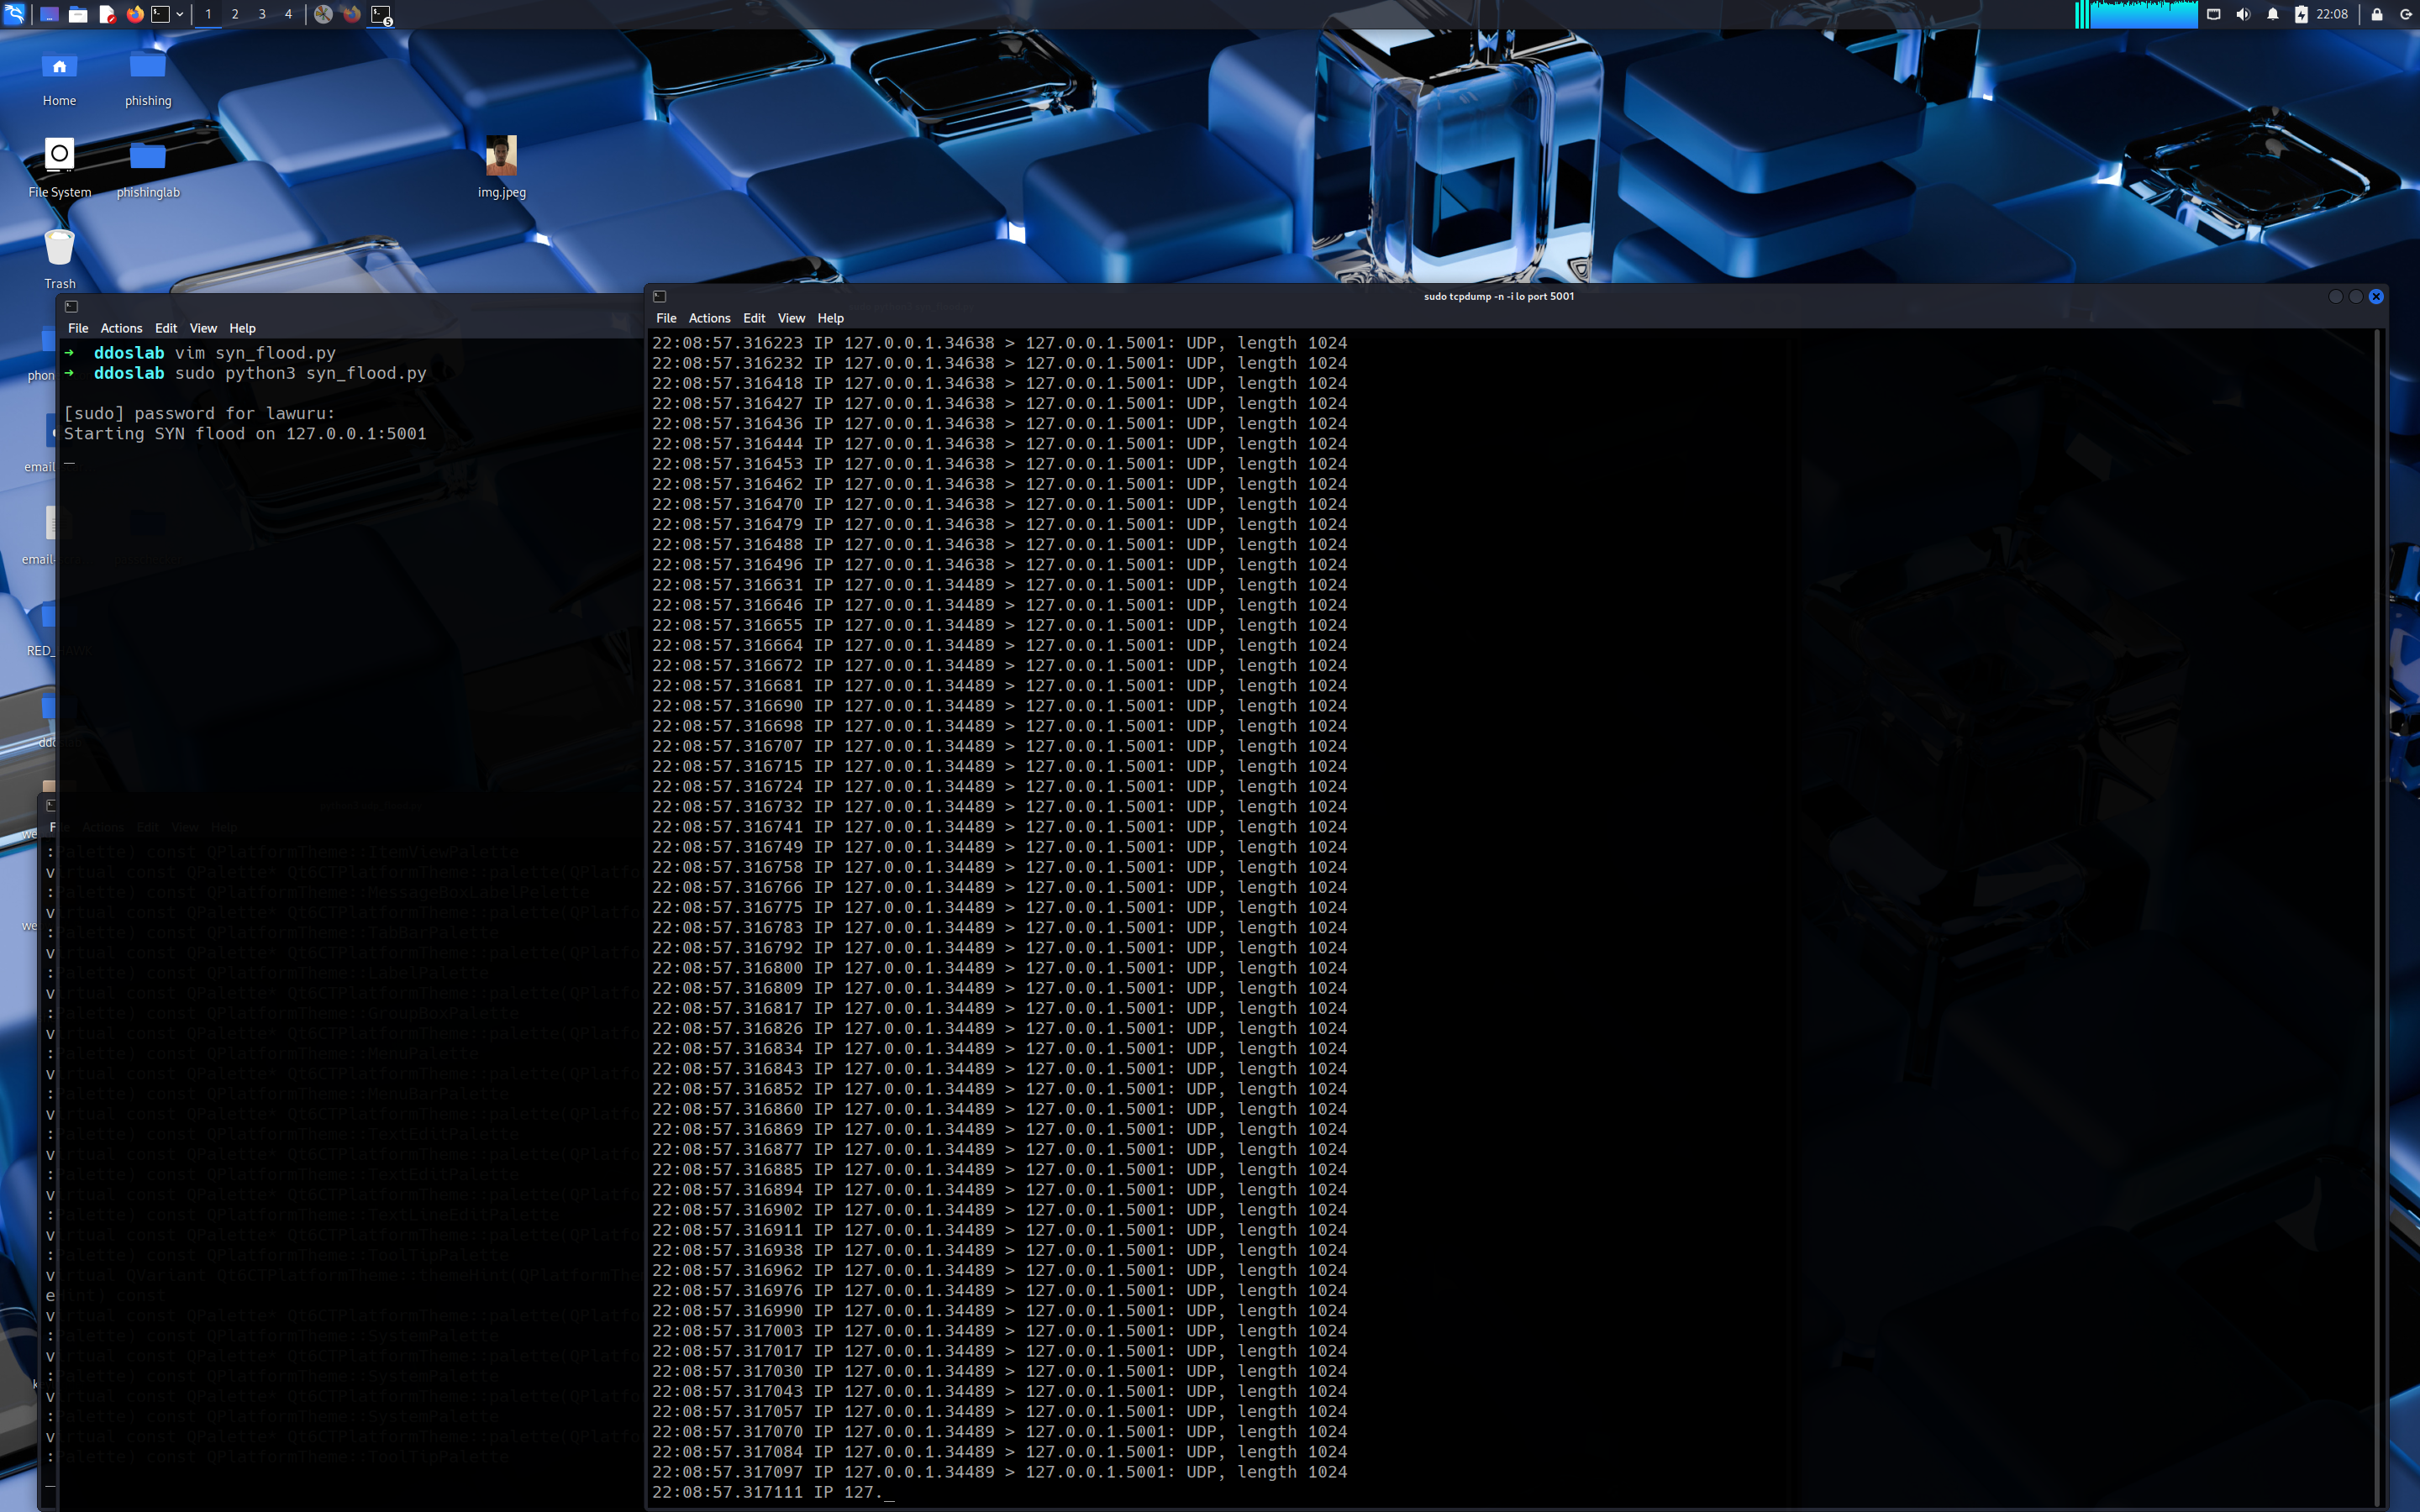 1 2 3 4
5
22:08
Home
phishing
File System
phishinglab
img.jpeg
Trash
phon
email
email-
RED_
File Actions Edit View Help
→ ddoslab vim syn_flood.py
→ ddoslab sudo python3 syn_flood.py
[sudo] password for lawuru:
Starting SYN flood on 127.0.0.1:5001
File Actions Edit View Help
:Palette) const QPlatformTheme::ItemViewPalette
virtual const QPalette* Qt6CTPlatformTheme::palette(QPlatfo
:Palette) const QPlatformTheme::MessageBoxLabelPelette
virtual const QPalette* Qt6CTPlatformTheme::palette(QPlatfo
:Palette) const QPlatformTheme::TabBarPalette
virtual const QPalette* Qt6CTPlatformTheme::palette(QPlatfo
:Palette) const QPlatformTheme::LabelPalette
virtual const QPalette* Qt6CTPlatformTheme::palette(QPlatfo
:Palette) const QPlatformTheme::GroupBoxPalette
virtual const QPalette* Qt6CTPlatformTheme::palette(QPlatfo
:Palette) const QPlatformTheme::MenuPalette
virtual const QPalette* Qt6CTPlatformTheme::palette(QPlatfo
:Palette) const QPlatformTheme::MenuBarPalette
virtual const QPalette* Qt6CTPlatformTheme::palette(QPlatfo
:Palette) const QPlatformTheme::TextEditPalette
virtual const QPalette* Qt6CTPlatformTheme::palette(QPlatfo
:Palette) const QPlatformTheme::TextEditPalette
virtual const QPalette* Qt6CTPlatformTheme::palette(QPlatfo
:Palette) const QPlatformTheme::TextLineEditPalette
virtual const QPalette* Qt6CTPlatformTheme::palette(QPlatfo
:Palette) const QPlatformTheme::ToolTipPalette
virtual QVariant Qt6CTPlatformTheme::themeHint(QPlatformThe
eHint) const
virtual const QPalette* Qt6CTPlatformTheme::palette(QPlatfo
:Palette) const QPlatformTheme::SystemPalette
virtual const QPalette* Qt6CTPlatformTheme::palette(QPlatfo
:Palette) const QPlatformTheme::SystemPalette
virtual const QPalette* Qt6CTPlatformTheme::palette(QPlatfo
:Palette) const QPlatformTheme::SystemPalette
virtual const QPalette* Qt6CTPlatformTheme::palette(QPlatfo
:Palette) const QPlatformTheme::ToolTipPalette
sudo tcpdump -n -i lo port 5001
File Actions Edit View Help
22:08:57.316223 IP 127.0.0.1.34638 > 127.0.0.1.5001: UDP, length 1024
22:08:57.316232 IP 127.0.0.1.34638 > 127.0.0.1.5001: UDP, length 1024
22:08:57.316418 IP 127.0.0.1.34638 > 127.0.0.1.5001: UDP, length 1024
22:08:57.316427 IP 127.0.0.1.34638 > 127.0.0.1.5001: UDP, length 1024
22:08:57.316436 IP 127.0.0.1.34638 > 127.0.0.1.5001: UDP, length 1024
22:08:57.316444 IP 127.0.0.1.34638 > 127.0.0.1.5001: UDP, length 1024
22:08:57.316453 IP 127.0.0.1.34638 > 127.0.0.1.5001: UDP, length 1024
22:08:57.316462 IP 127.0.0.1.34638 > 127.0.0.1.5001: UDP, length 1024
22:08:57.316470 IP 127.0.0.1.34638 > 127.0.0.1.5001: UDP, length 1024
22:08:57.316479 IP 127.0.0.1.34638 > 127.0.0.1.5001: UDP, length 1024
22:08:57.316488 IP 127.0.0.1.34638 > 127.0.0.1.5001: UDP, length 1024
22:08:57.316496 IP 127.0.0.1.34638 > 127.0.0.1.5001: UDP, length 1024
22:08:57.316631 IP 127.0.0.1.34489 > 127.0.0.1.5001: UDP, length 1024
22:08:57.316646 IP 127.0.0.1.34489 > 127.0.0.1.5001: UDP, length 1024
22:08:57.316655 IP 127.0.0.1.34489 > 127.0.0.1.5001: UDP, length 1024
22:08:57.316664 IP 127.0.0.1.34489 > 127.0.0.1.5001: UDP, length 1024
22:08:57.316672 IP 127.0.0.1.34489 > 127.0.0.1.5001: UDP, length 1024
22:08:57.316681 IP 127.0.0.1.34489 > 127.0.0.1.5001: UDP, length 1024
22:08:57.316690 IP 127.0.0.1.34489 > 127.0.0.1.5001: UDP, length 1024
22:08:57.316698 IP 127.0.0.1.34489 > 127.0.0.1.5001: UDP, length 1024
22:08:57.316707 IP 127.0.0.1.34489 > 127.0.0.1.5001: UDP, length 1024
22:08:57.316715 IP 127.0.0.1.34489 > 127.0.0.1.5001: UDP, length 1024
22:08:57.316724 IP 127.0.0.1.34489 > 127.0.0.1.5001: UDP, length 1024
22:08:57.316732 IP 127.0.0.1.34489 > 127.0.0.1.5001: UDP, length 1024
22:08:57.316741 IP 127.0.0.1.34489 > 127.0.0.1.5001: UDP, length 1024
22:08:57.316749 IP 127.0.0.1.34489 > 127.0.0.1.5001: UDP, length 1024
22:08:57.316758 IP 127.0.0.1.34489 > 127.0.0.1.5001: UDP, length 1024
22:08:57.316766 IP 127.0.0.1.34489 > 127.0.0.1.5001: UDP, length 1024
22:08:57.316775 IP 127.0.0.1.34489 > 127.0.0.1.5001: UDP, length 1024
22:08:57.316783 IP 127.0.0.1.34489 > 127.0.0.1.5001: UDP, length 1024
22:08:57.316792 IP 127.0.0.1.34489 > 127.0.0.1.5001: UDP, length 1024
22:08:57.316800 IP 127.0.0.1.34489 > 127.0.0.1.5001: UDP, length 1024
22:08:57.316809 IP 127.0.0.1.34489 > 127.0.0.1.5001: UDP, length 1024
22:08:57.316817 IP 127.0.0.1.34489 > 127.0.0.1.5001: UDP, length 1024
22:08:57.316826 IP 127.0.0.1.34489 > 127.0.0.1.5001: UDP, length 1024
22:08:57.316834 IP 127.0.0.1.34489 > 127.0.0.1.5001: UDP, length 1024
22:08:57.316843 IP 127.0.0.1.34489 > 127.0.0.1.5001: UDP, length 1024
22:08:57.316852 IP 127.0.0.1.34489 > 127.0.0.1.5001: UDP, length 1024
22:08:57.316860 IP 127.0.0.1.34489 > 127.0.0.1.5001: UDP, length 1024
22:08:57.316869 IP 127.0.0.1.34489 > 127.0.0.1.5001: UDP, length 1024
22:08:57.316877 IP 127.0.0.1.34489 > 127.0.0.1.5001: UDP, length 1024
22:08:57.316885 IP 127.0.0.1.34489 > 127.0.0.1.5001: UDP, length 1024
22:08:57.316894 IP 127.0.0.1.34489 > 127.0.0.1.5001: UDP, length 1024
22:08:57.316902 IP 127.0.0.1.34489 > 127.0.0.1.5001: UDP, length 1024
22:08:57.316911 IP 127.0.0.1.34489 > 127.0.0.1.5001: UDP, length 1024
22:08:57.316938 IP 127.0.0.1.34489 > 127.0.0.1.5001: UDP, length 1024
22:08:57.316962 IP 127.0.0.1.34489 > 127.0.0.1.5001: UDP, length 1024
22:08:57.316976 IP 127.0.0.1.34489 > 127.0.0.1.5001: UDP, length 1024
22:08:57.316990 IP 127.0.0.1.34489 > 127.0.0.1.5001: UDP, length 1024
22:08:57.317003 IP 127.0.0.1.34489 > 127.0.0.1.5001: UDP, length 1024
22:08:57.317017 IP 127.0.0.1.34489 > 127.0.0.1.5001: UDP, length 1024
22:08:57.317030 IP 127.0.0.1.34489 > 127.0.0.1.5001: UDP, length 1024
22:08:57.317043 IP 127.0.0.1.34489 > 127.0.0.1.5001: UDP, length 1024
22:08:57.317057 IP 127.0.0.1.34489 > 127.0.0.1.5001: UDP, length 1024
22:08:57.317070 IP 127.0.0.1.34489 > 127.0.0.1.5001: UDP, length 1024
22:08:57.317084 IP 127.0.0.1.34489 > 127.0.0.1.5001: UDP, length 1024
22:08:57.317097 IP 127.0.0.1.34489 > 127.0.0.1.5001: UDP, length 1024
22:08:57.317111 IP 127._